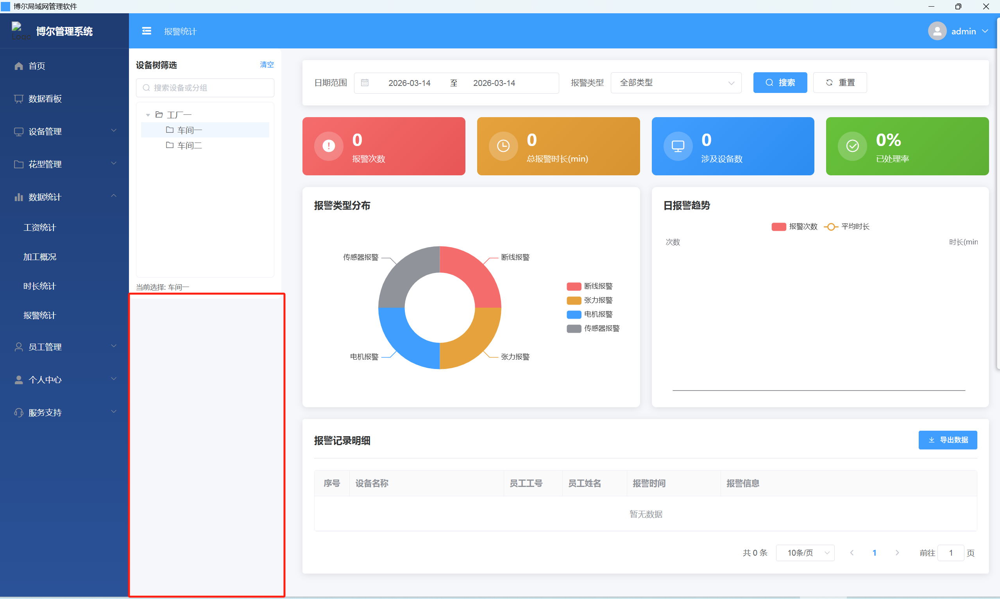 博尔局域网管理软件
Logo
博尔管理系统
首页
数据看板
设备管理
花型管理
数据统计
工资统计
加工概况
时长统计
报警统计
员工管理
个人中心
服务支持
报警统计
admin
设备树筛选 清空
搜索设备或分组
工厂一
车间一
车间二
当前选择: 车间一
日期范围 2026-03-14 至 2026-03-14 报警类型 全部类型 搜索 重置
0
报警次数
0
总报警时长(min)
0
涉及设备数
0%
已处理率
报警类型分布
传感器报警 断线报警
电机报警 张力报警
断线报警
张力报警
电机报警
传感器报警
日报警趋势
报警次数 平均时长
次数 时长(min
报警记录明细 导出数据
序号 设备名称 员工工号 员工姓名 报警时间 报警信息
暂无数据
共 0 条 10条/页 1 前往 1 页